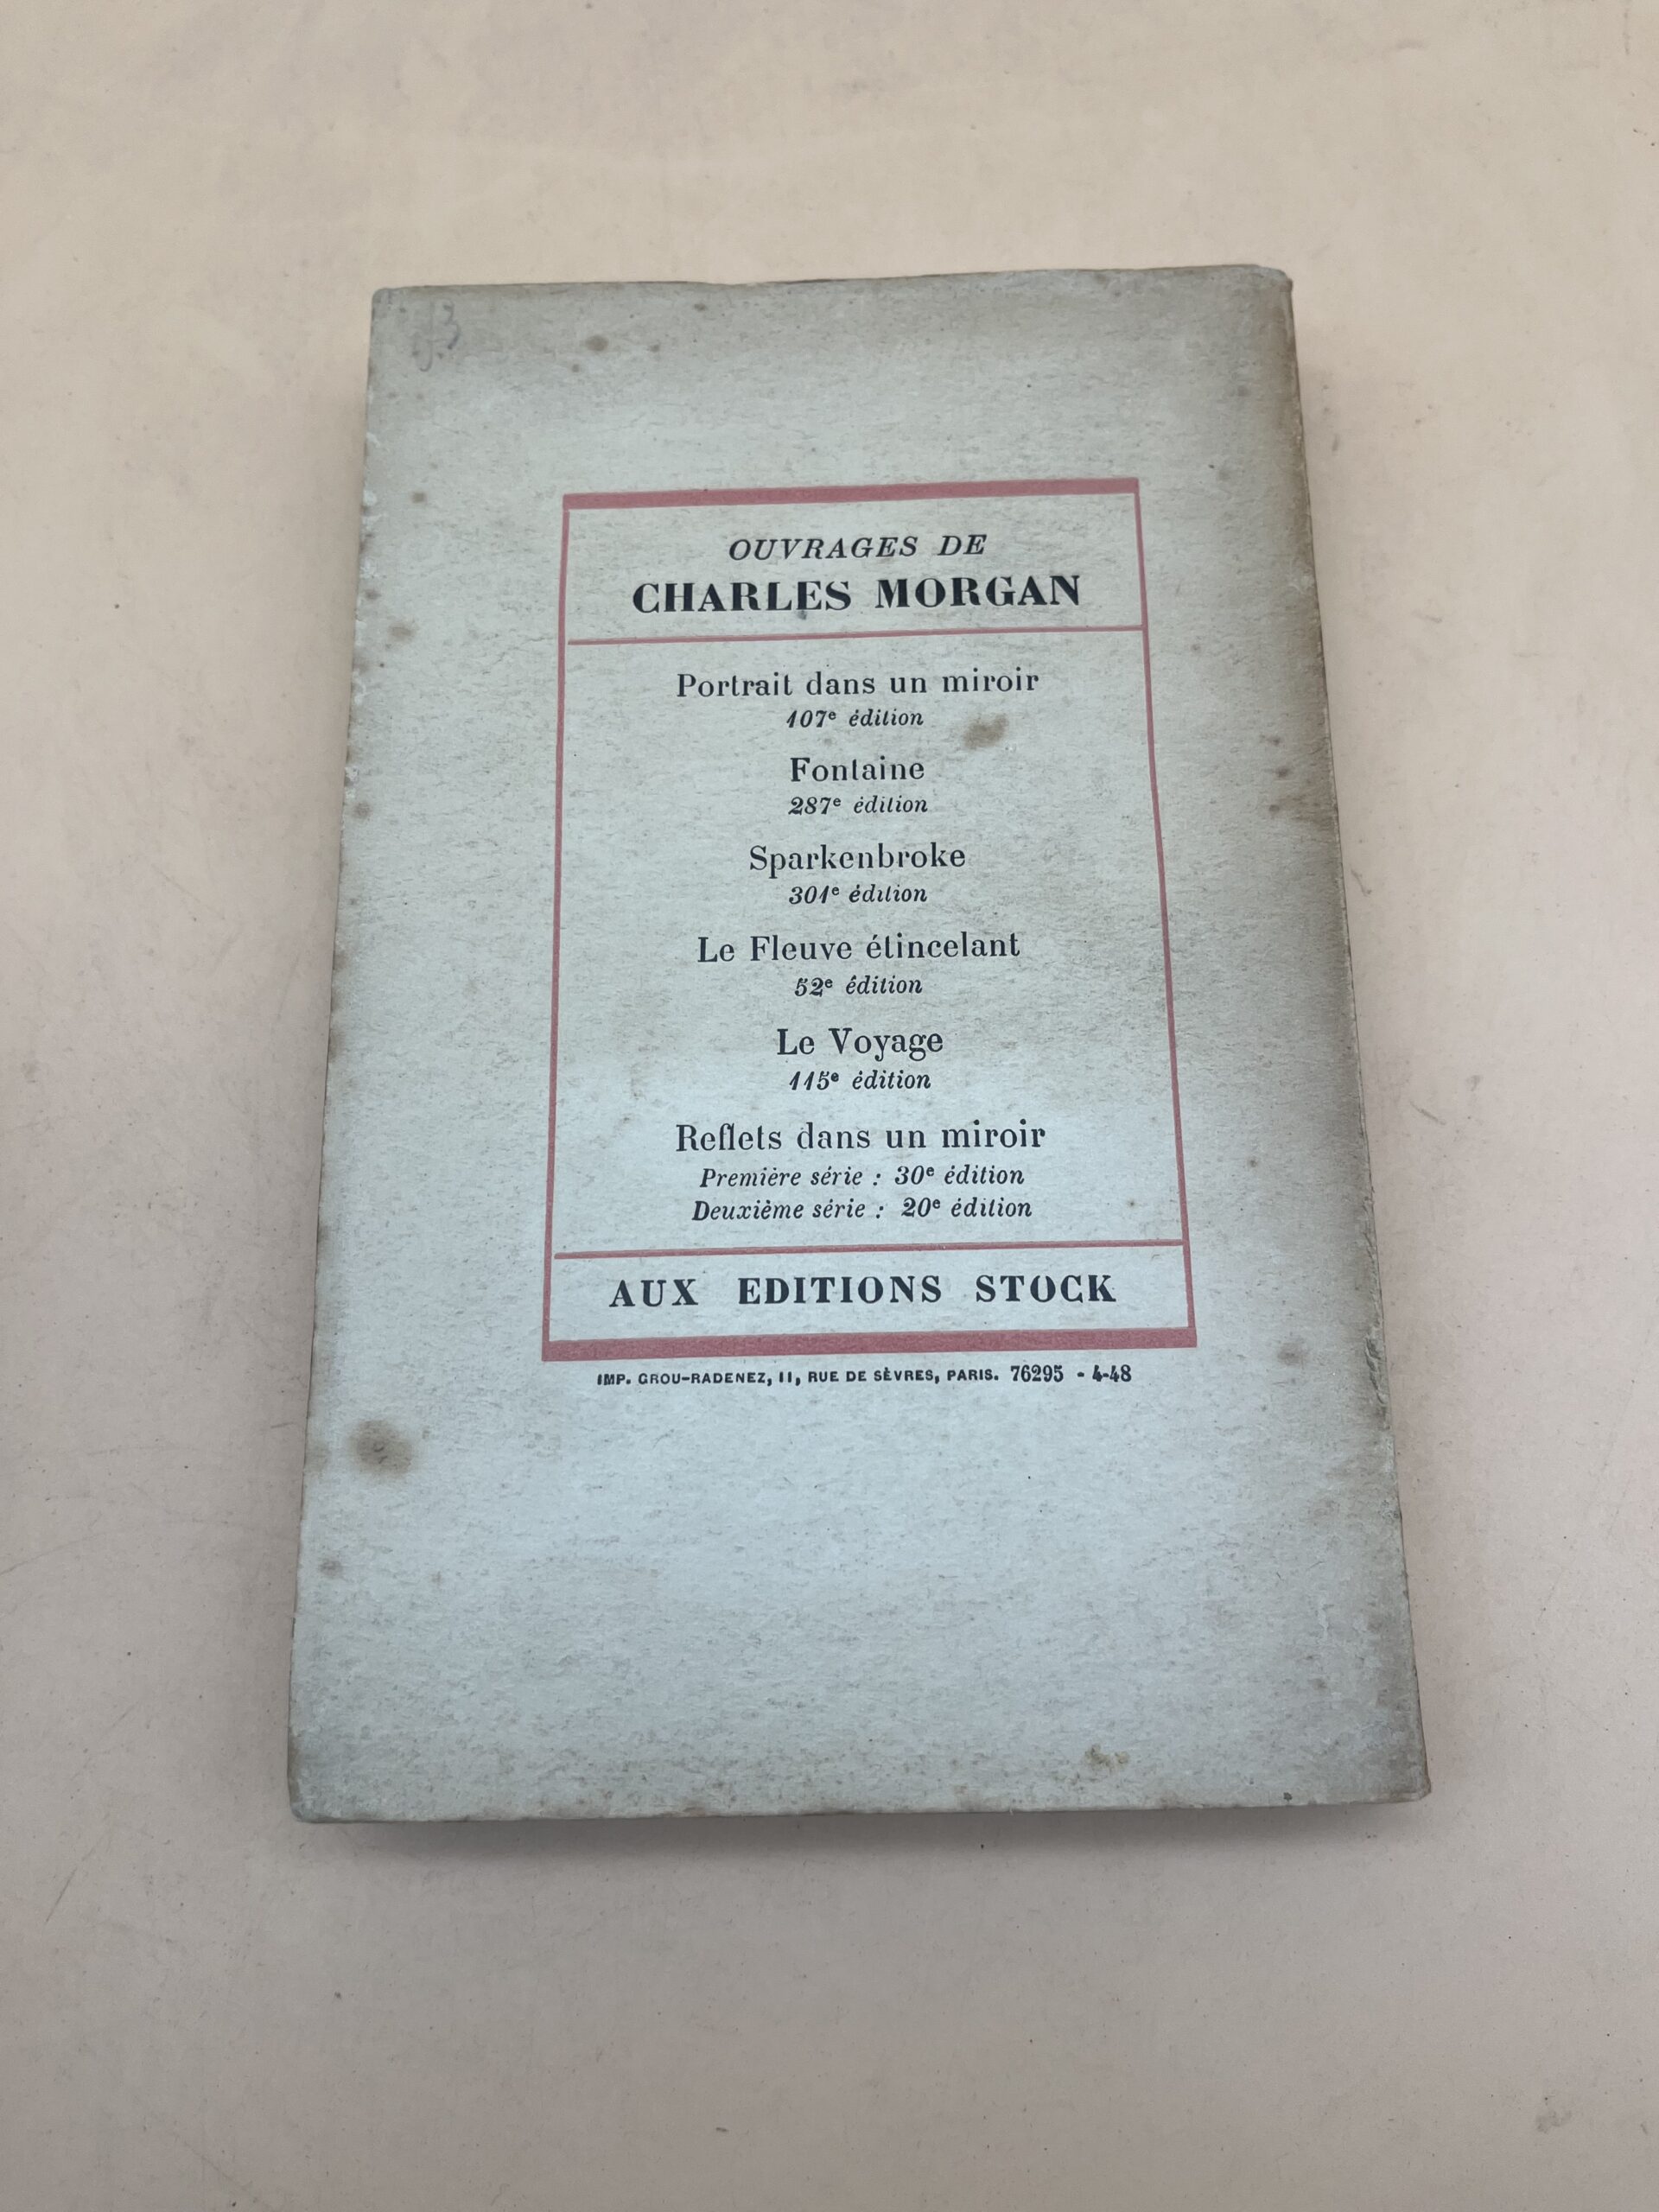 OUVRAGES DE
CHARLES MORGAN
Portrait dans un miroir
107e édition
Fontaine
287e édition
Sparkenbroke
301e édition
Le Fleuve étincelant
52e édition
Le Voyage
115e édition
Reflets dans un miroir
Première série : 30e édition
Deuxième série : 20e édition
AUX EDITIONS STOCK
IMP. GROU-RADENEZ, 11, RUE DE SÈVRES, PARIS. 76295 - 4-48